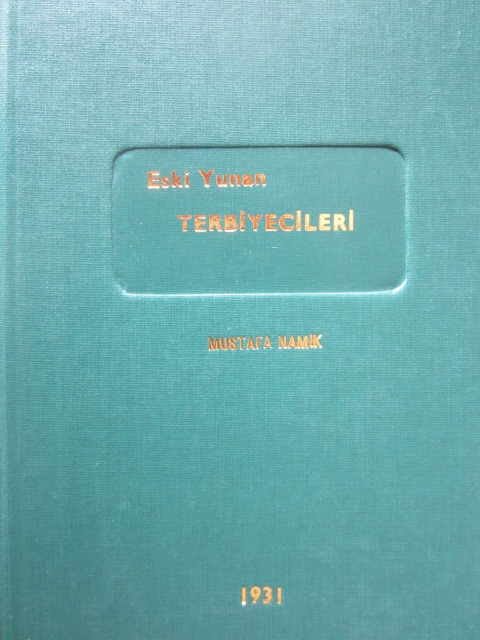 Eski Yunan
TERBİYECİLERİ
MUSTAFA NAMIK
1931